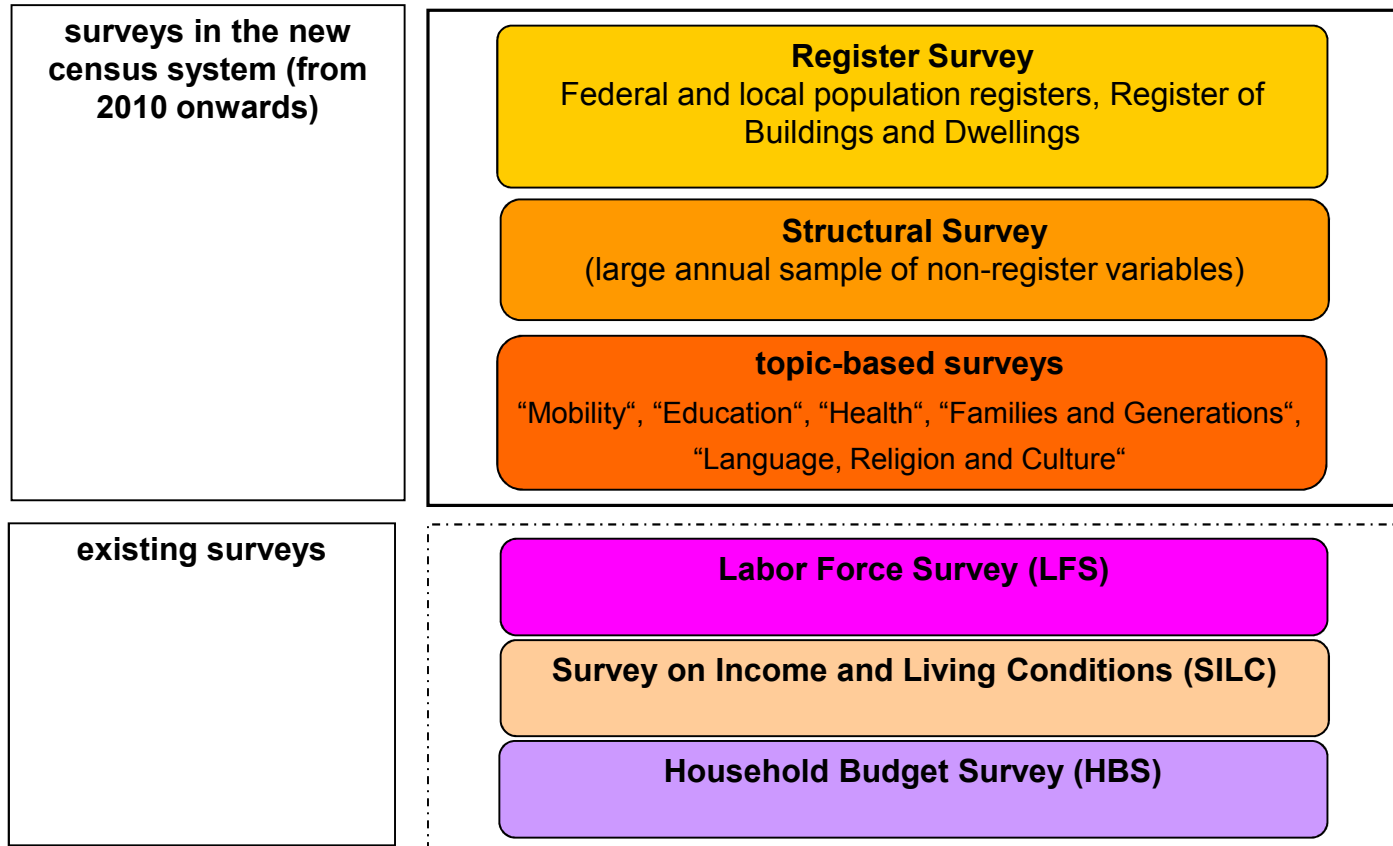 surveys in the new
census system (from
2010 onwards)
Register Survey
Federal and local population registers, Register of
Buildings and Dwellings
Structural Survey
(large annual sample of non-register variables)
topic-based surveys
“Mobility“, “Education“, “Health“, “Families and Generations“,
“Language, Religion and Culture“
existing surveys
Labor Force Survey (LFS)
Survey on Income and Living Conditions (SILC)
Household Budget Survey (HBS)